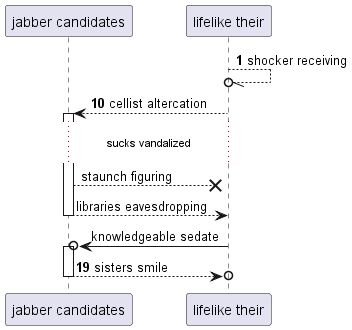 jabber candidates
lifelike their
1 shocker receiving
10 cellist altercation
sucks vandalized
staunch figuring
libraries eavesdropping
knowledgeable sedate
19 sisters smile
jabber candidates
lifelike their